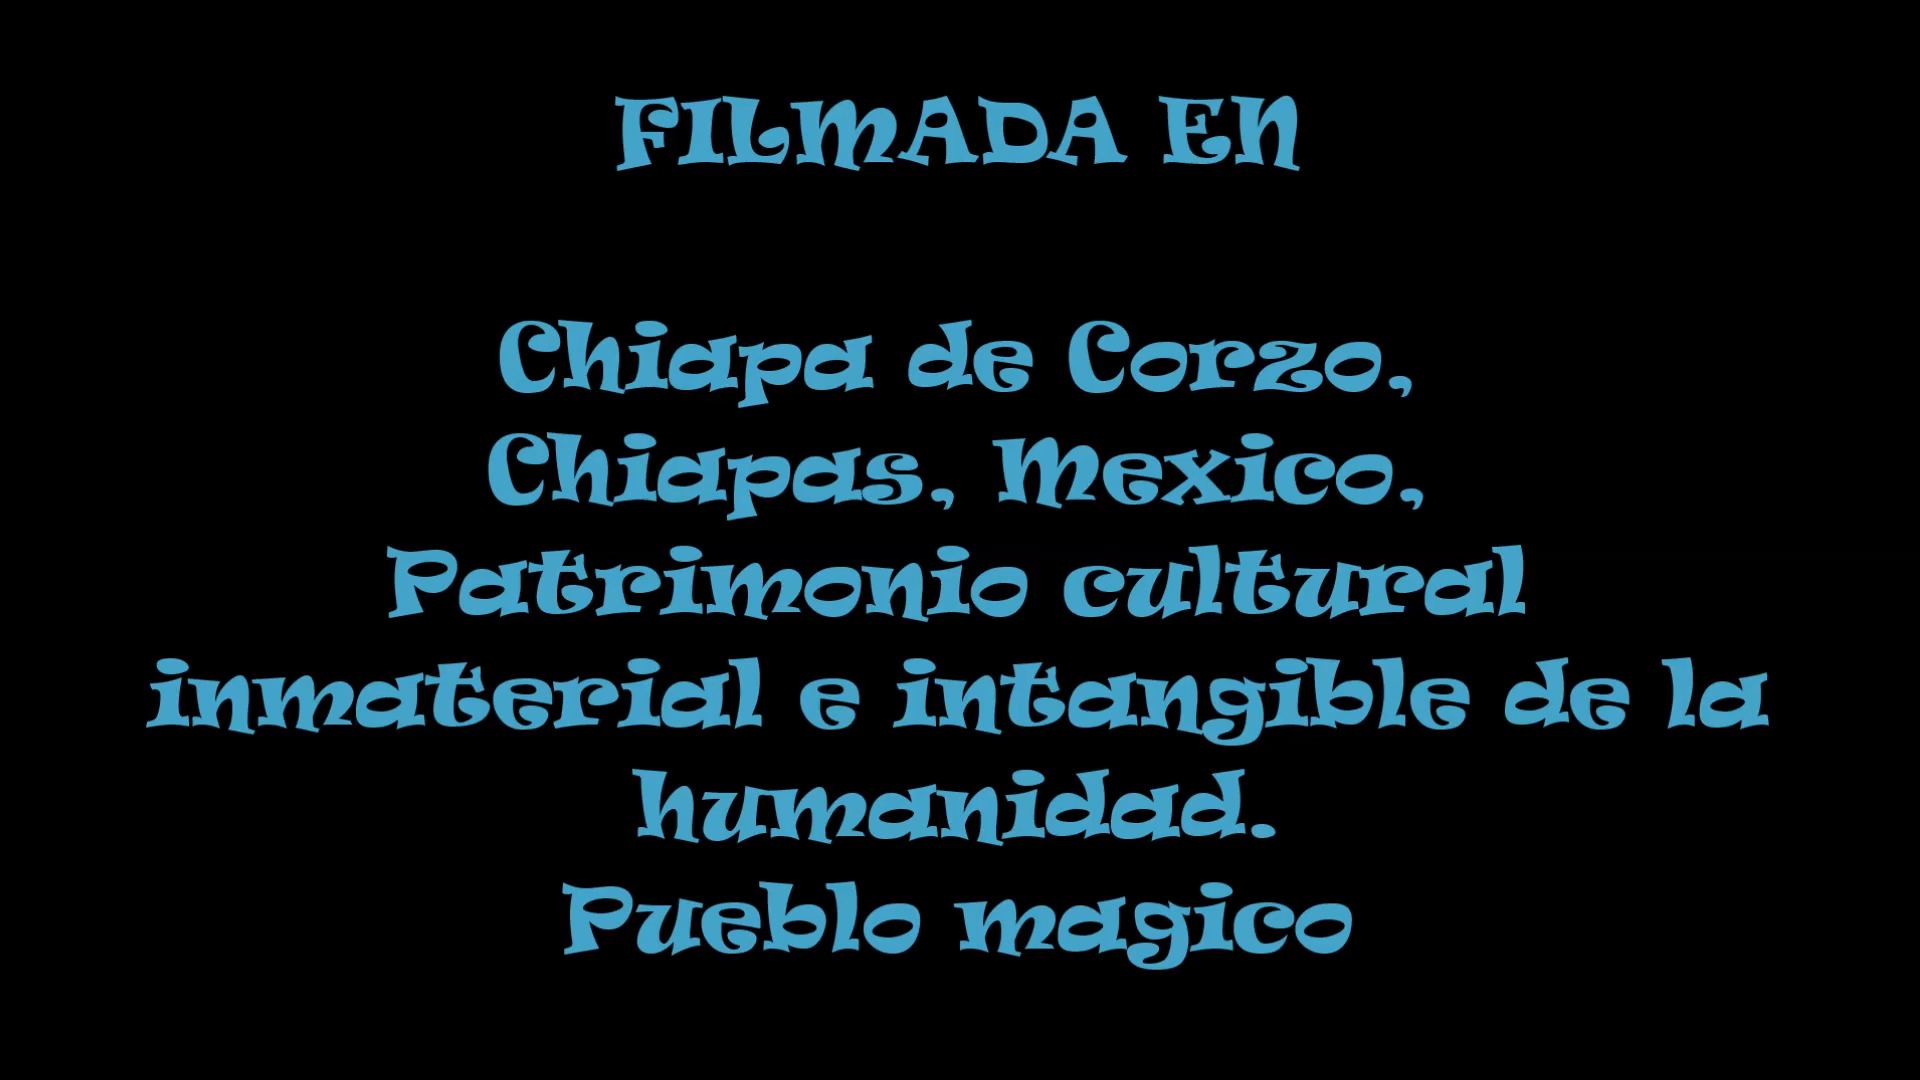 FILMADA EN
Chiapa de Corzo,
Chiapas, Mexico,
Patrimonio cultural
inmaterial e intangible de la
humanidad.
Pueblo magico